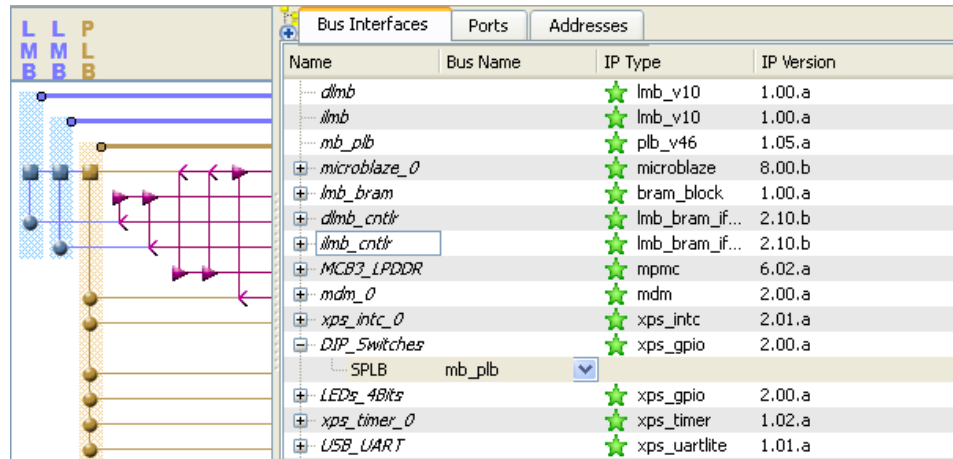 L L P
M M L
B B B
Bus Interfaces Ports Addresses
Name Bus Name IP Type IP Version
dlmb lmb_v10 1.00.a
ilmb lmb_v10 1.00.a
mb_plb plb_v46 1.05.a
microblaze_0 microblaze 8.00.b
lmb_bram bram_block 1.00.a
dlmb_cntlr lmb_bram_if... 2.10.b
ilmb_cntlr lmb_bram_if... 2.10.b
MCB3_LPDDR mpmc 6.02.a
mdm_0 mdm 2.00.a
xps_intc_0 xps_intc 2.01.a
DIP_Switches xps_gpio 2.00.a
SPLB mb_plb
LEDs_4Bits xps_gpio 2.00.a
xps_timer_0 xps_timer 1.02.a
USB_UART xps_uartlite 1.01.a